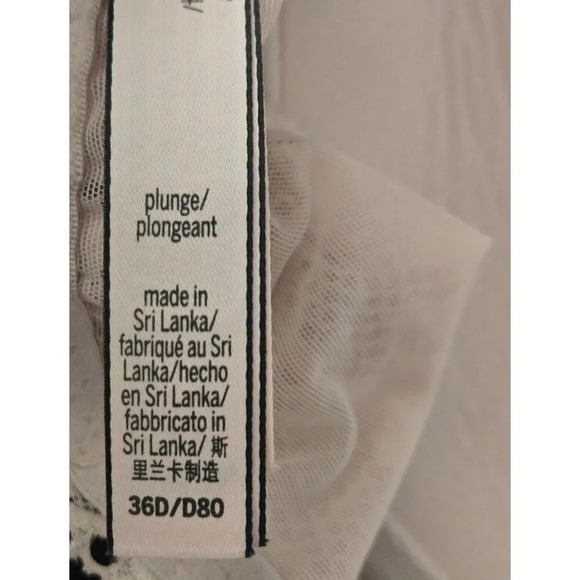 plunge/
plongeant
made in
Sri Lanka/
fabriqué au Sri
Lanka/hecho
en Sri Lanka/
fabbricato in
Sri Lanka/ 斯
里兰卡制造
36D/D80